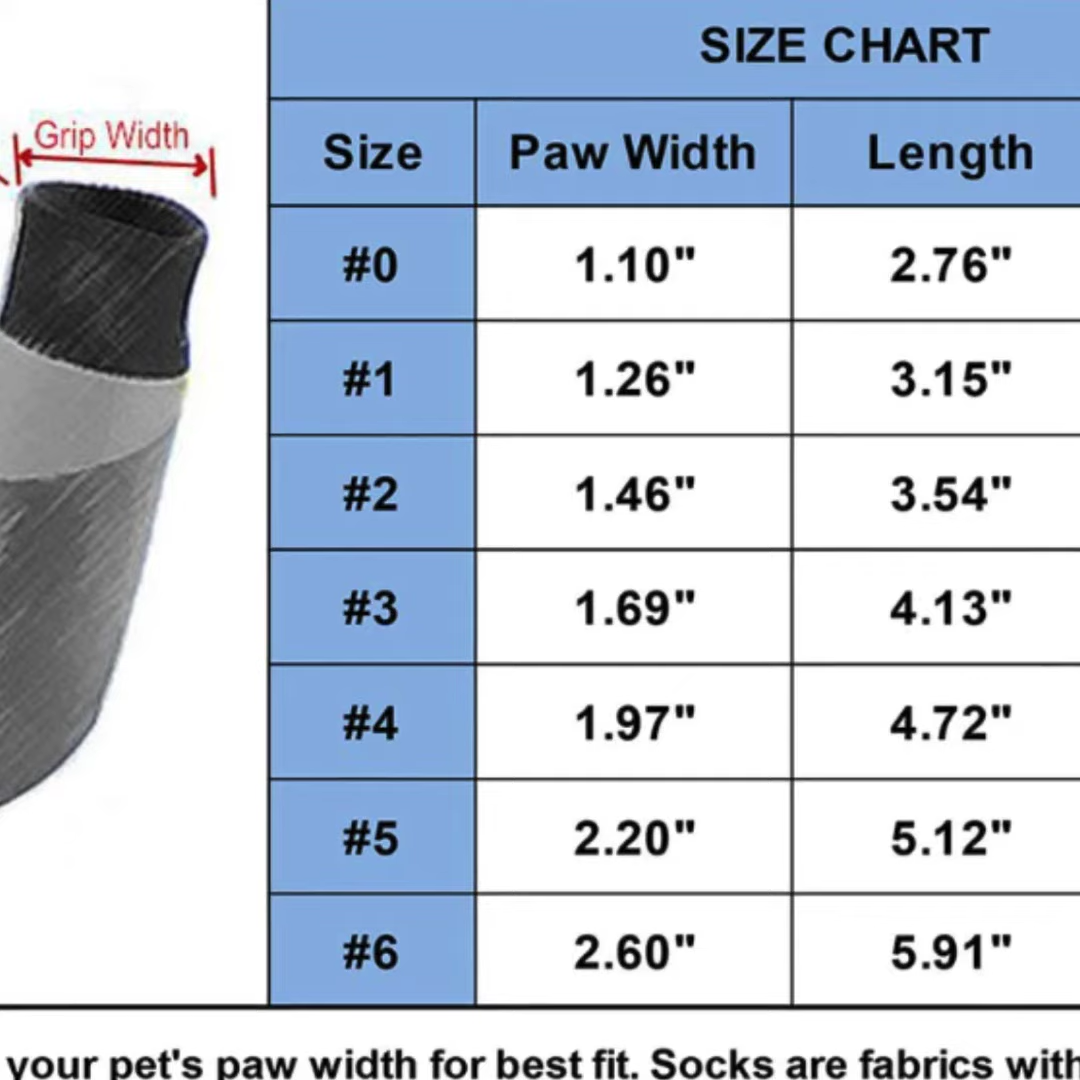 SIZE CHART
Grip Width
Size Paw Width Length
#0 1.10" 2.76"
#1 1.26" 3.15"
#2 1.46" 3.54"
#3 1.69" 4.13"
#4 1.97" 4.72"
#5 2.20" 5.12"
#6 2.60" 5.91"
your pet's paw width for best fit. Socks are fabrics with